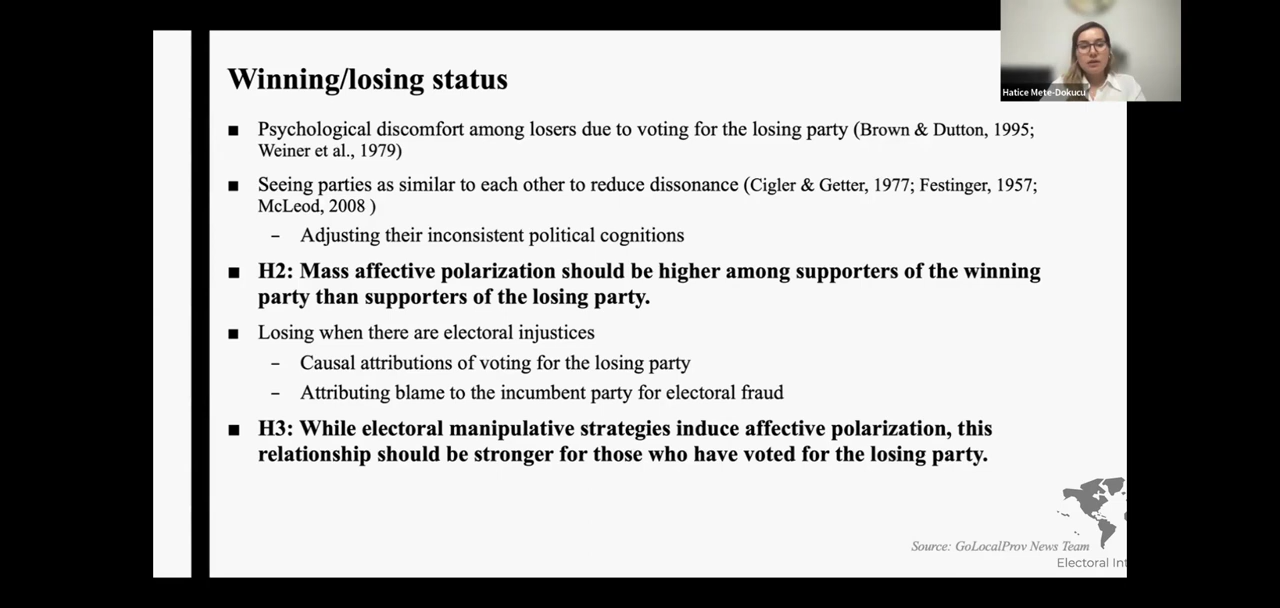 Winning/losing status
Hatice Mete-Dokucu
■ Psychological discomfort among losers due to voting for the losing party (Brown & Dutton, 1995;
Weiner et al., 1979)
■ Seeing parties as similar to each other to reduce dissonance (Cigler & Getter, 1977; Festinger, 1957;
McLeod, 2008 )
– Adjusting their inconsistent political cognitions
■ H2: Mass affective polarization should be higher among supporters of the winning
party than supporters of the losing party.
■ Losing when there are electoral injustices
– Causal attributions of voting for the losing party
– Attributing blame to the incumbent party for electoral fraud
■ H3: While electoral manipulative strategies induce affective polarization, this
relationship should be stronger for those who have voted for the losing party.
Source: GoLocalProv News Team
Electoral Int